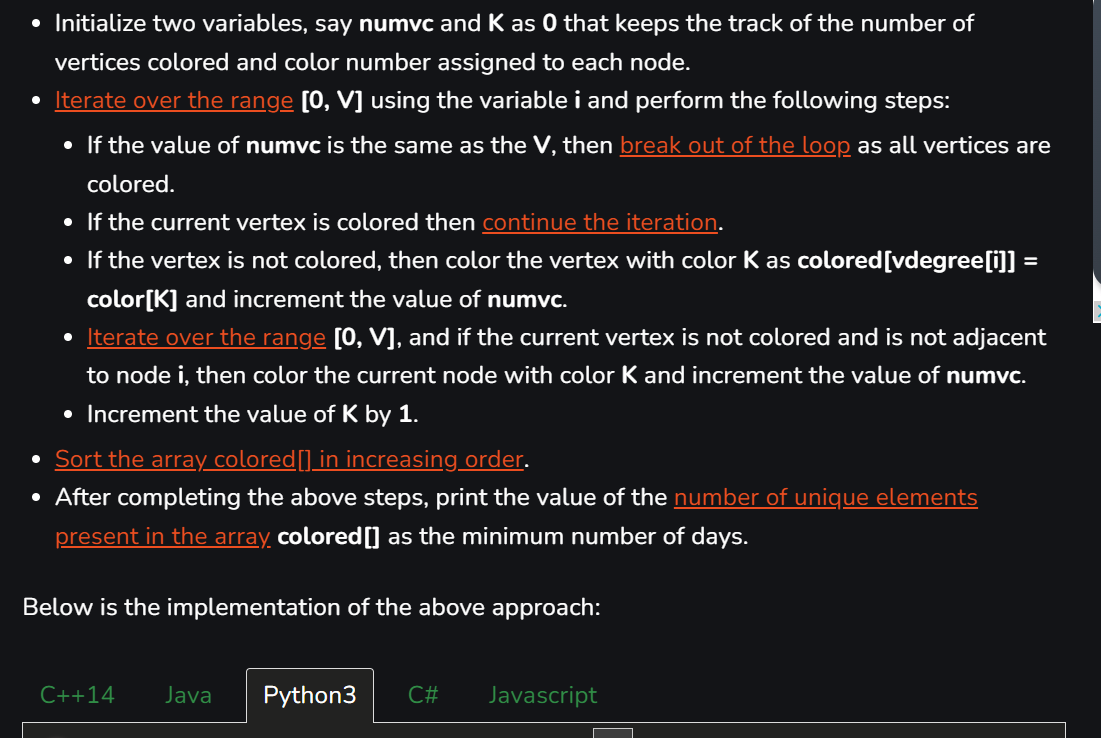 • Initialize two variables, say numvc and K as 0 that keeps the track of the number of
vertices colored and color number assigned to each node.
• Iterate over the range [0, V] using the variable i and perform the following steps:
• If the value of numvc is the same as the V, then break out of the loop as all vertices are
colored.
• If the current vertex is colored then continue the iteration.
• If the vertex is not colored, then color the vertex with color K as colored[vdegree[i]] =
color[K] and increment the value of numvc.
• Iterate over the range [0, V], and if the current vertex is not colored and is not adjacent
to node i, then color the current node with color K and increment the value of numvc.
• Increment the value of K by 1.
• Sort the array colored[] in increasing order.
• After completing the above steps, print the value of the number of unique elements
present in the array colored[] as the minimum number of days.
Below is the implementation of the above approach:
C++14 Java Python3 C# Javascript